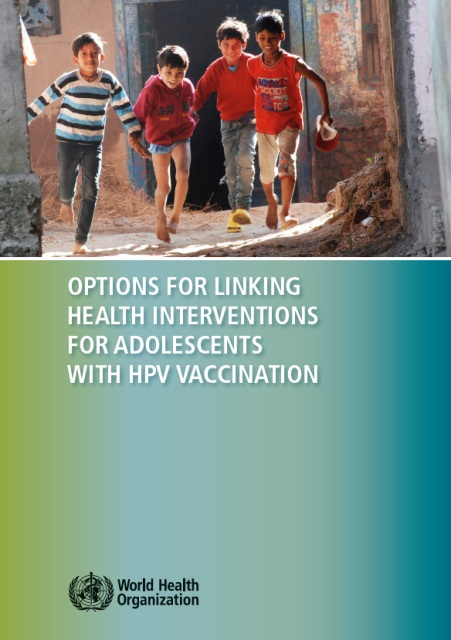 OPTIONS FOR LINKING
HEALTH INTERVENTIONS
FOR ADOLESCENTS
WITH HPV VACCINATION
World Health
Organization